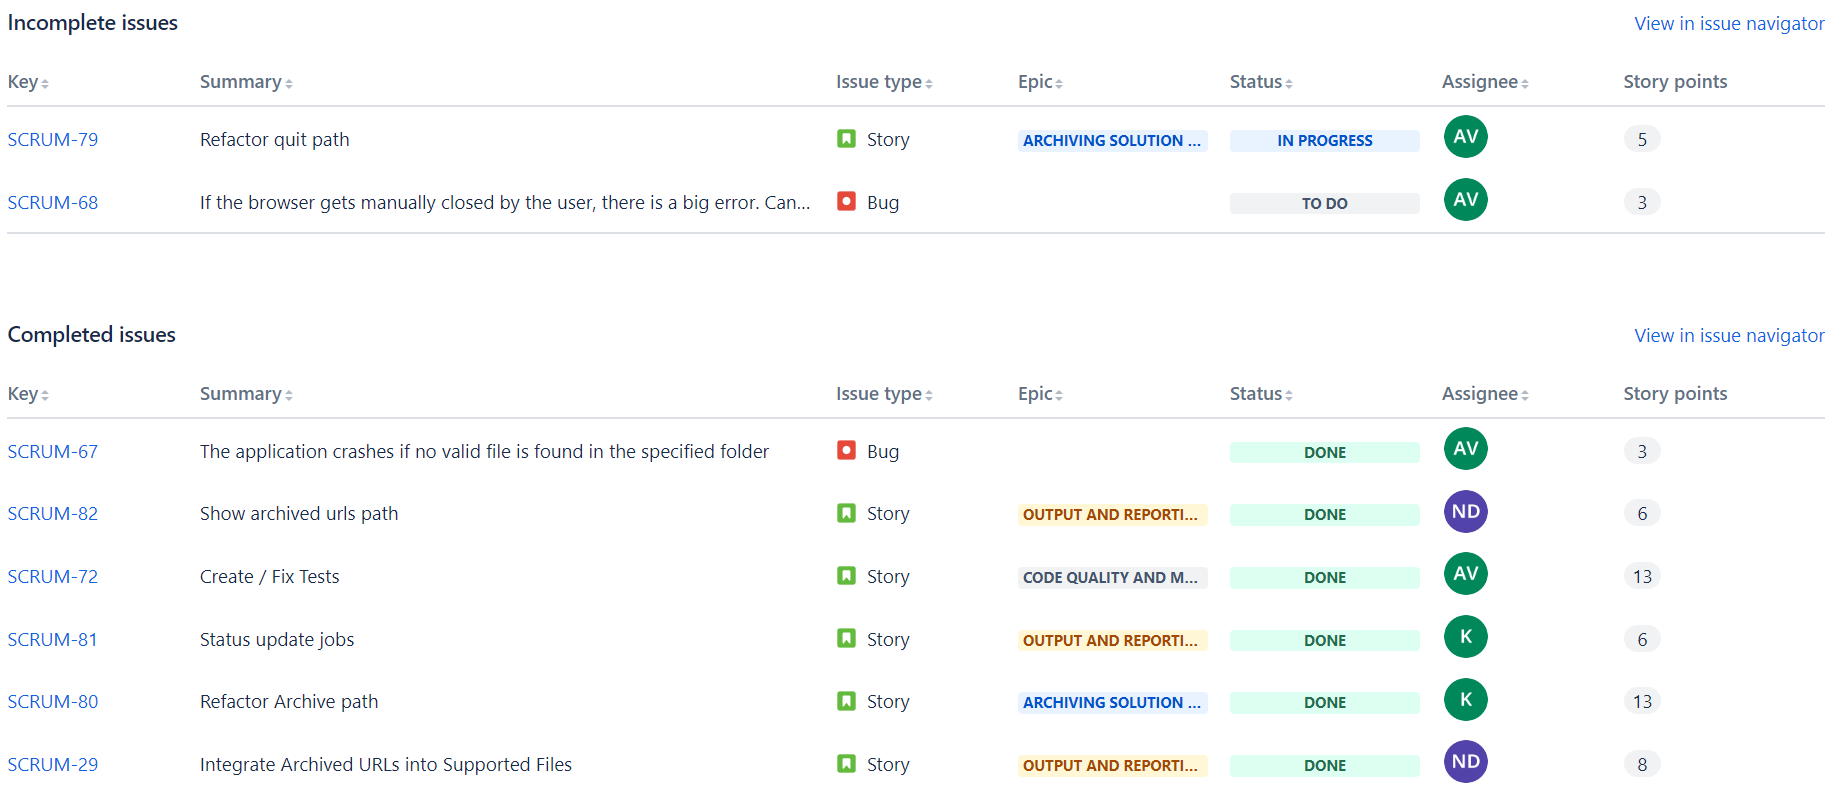 Incomplete issues View in issue navigator
Key Summary Issue type Epic Status Assignee Story points
SCRUM-79 Refactor quit path Story ARCHIVING SOLUTION ... IN PROGRESS AV 5
SCRUM-68 If the browser gets manually closed by the user, there is a big error. Can... Bug TO DO AV 3
Completed issues View in issue navigator
Key Summary Issue type Epic Status Assignee Story points
SCRUM-67 The application crashes if no valid file is found in the specified folder Bug DONE AV 3
SCRUM-82 Show archived urls path Story OUTPUT AND REPORTI... DONE ND 6
SCRUM-72 Create / Fix Tests Story CODE QUALITY AND M... DONE AV 13
SCRUM-81 Status update jobs Story OUTPUT AND REPORTI... DONE K 6
SCRUM-80 Refactor Archive path Story ARCHIVING SOLUTION ... DONE K 13
SCRUM-29 Integrate Archived URLs into Supported Files Story OUTPUT AND REPORTI... DONE ND 8